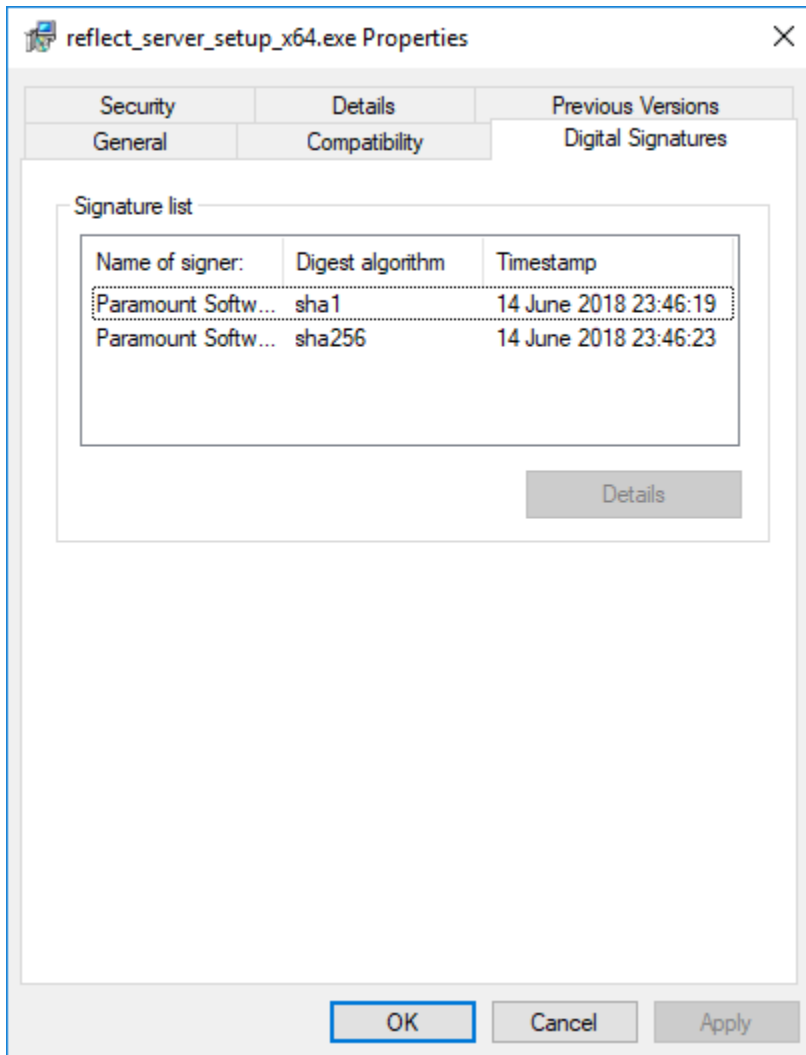 reflect_server_setup_x64.exe Properties
Security Details Previous Versions
General Compatibility Digital Signatures
Signature list
Name of signer: Digest algorithm Timestamp
Paramount Softw... sha1 14 June 2018 23:46:19
Paramount Softw... sha256 14 June 2018 23:46:23
Details
OK Cancel Apply